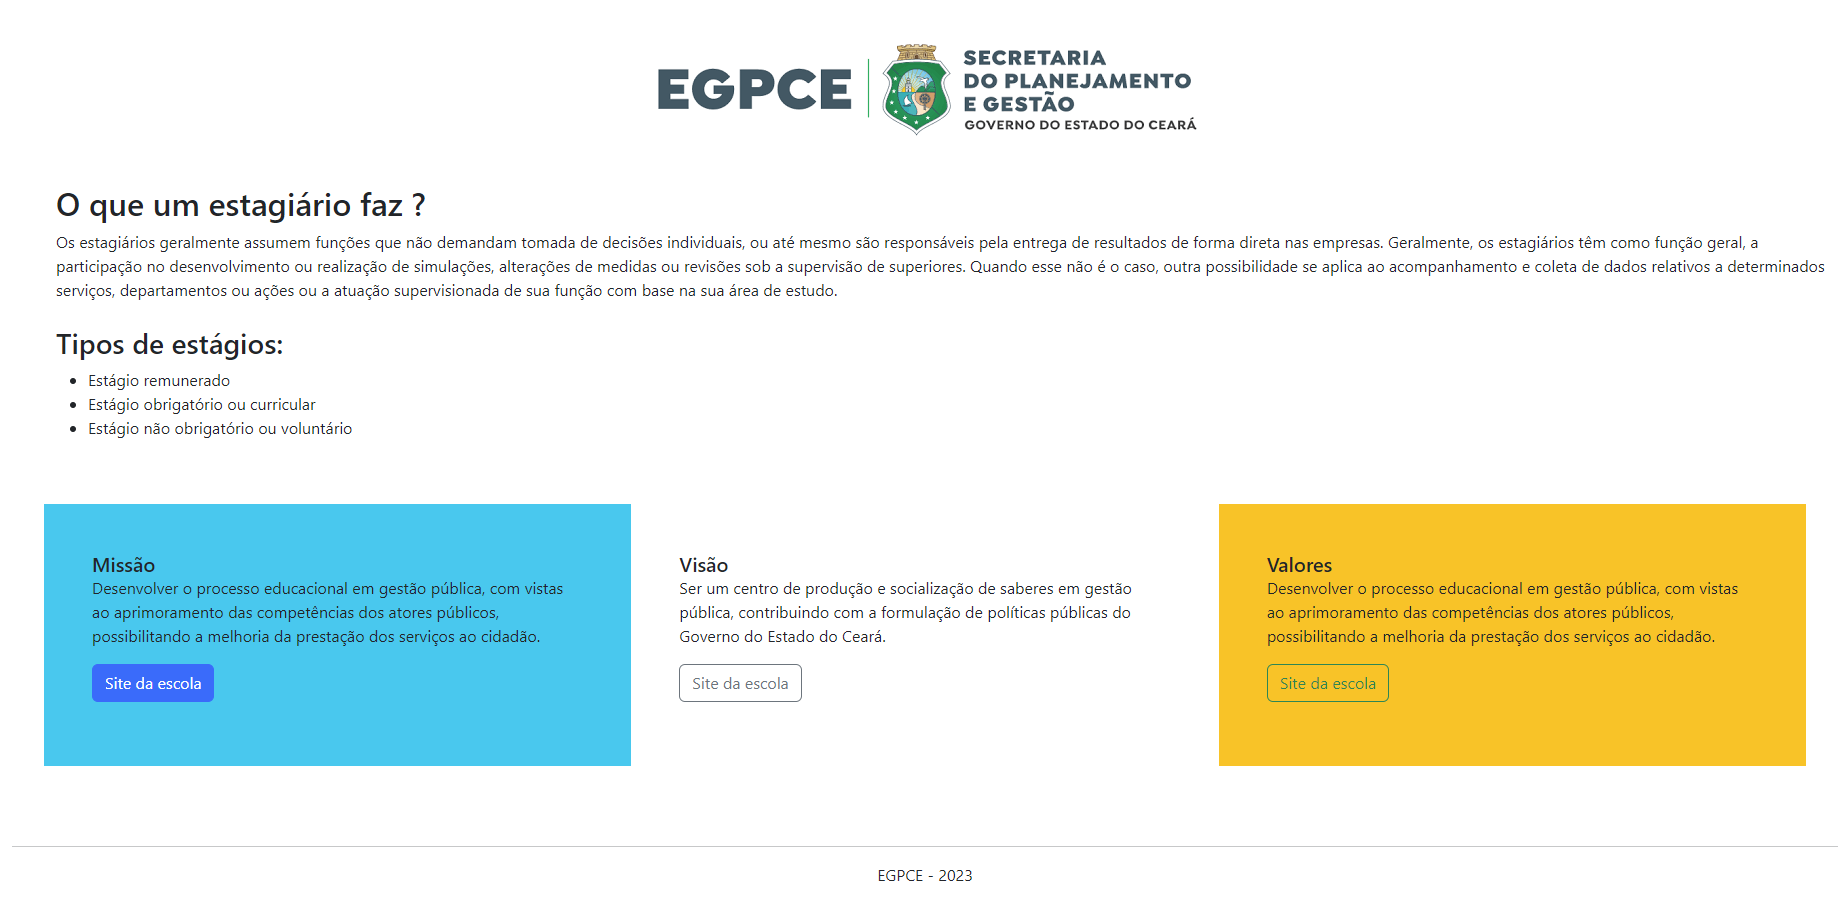 EGPCE
SECRETARIA
DO PLANEJAMENTO
E GESTÃO
GOVERNO DO ESTADO DO CEARÁ
O que um estagiário faz ?
Os estagiários geralmente assumem funções que não demandam tomada de decisões individuais, ou até mesmo são responsáveis pela entrega de resultados de forma direta nas empresas. Geralmente, os estagiários têm como função geral, a
participação no desenvolvimento ou realização de simulações, alterações de medidas ou revisões sob a supervisão de superiores. Quando esse não é o caso, outra possibilidade se aplica ao acompanhamento e coleta de dados relativos a determinados
serviços, departamentos ou ações ou a atuação supervisionada de sua função com base na sua área de estudo.
Tipos de estágios:
Estágio remunerado
Estágio obrigatório ou curricular
Estágio não obrigatório ou voluntário
Missão
Desenvolver o processo educacional em gestão pública, com vistas
ao aprimoramento das competências dos atores públicos,
possibilitando a melhoria da prestação dos serviços ao cidadão.
Site da escola
Visão
Ser um centro de produção e socialização de saberes em gestão
pública, contribuindo com a formulação de políticas públicas do
Governo do Estado do Ceará.
Site da escola
Valores
Desenvolver o processo educacional em gestão pública, com vistas
ao aprimoramento das competências dos atores públicos,
possibilitando a melhoria da prestação dos serviços ao cidadão.
Site da escola
EGPCE - 2023